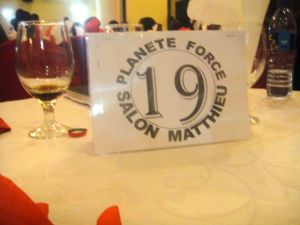 PLANETE FORCE
19
SALON MATTHIEU